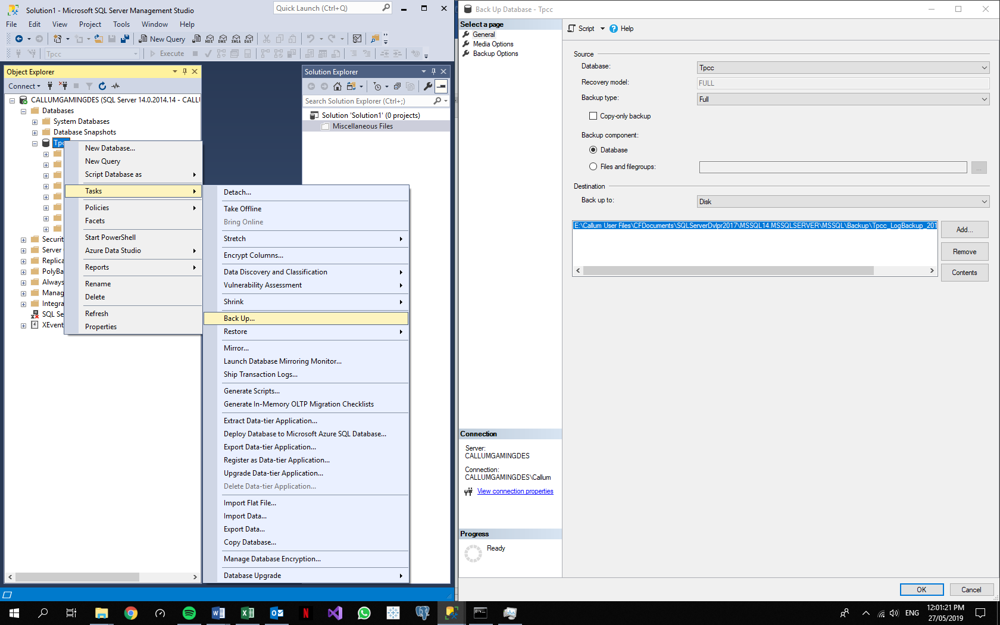 Solution1 - Microsoft SQL Server Management Studio
Quick Launch (Ctrl+Q)
File Edit View Project Tools Window Help
New Query
MDX DMX XMLA DAX
Tpcc
Execute
Object Explorer
Connect
CALLUMGAMINGDES (SQL Server 14.0.2014.14 - CALLU
Databases
System Databases
Database Snapshots
Tpc
Securit
Server
Replica
PolyBa
Always
Manag
Integra
SQL Se
XEvent
New Database...
New Query
Script Database as
Tasks
Policies
Facets
Start PowerShell
Azure Data Studio
Reports
Rename
Delete
Refresh
Properties
Detach...
Take Offline
Bring Online
Stretch
Encrypt Columns...
Data Discovery and Classification
Vulnerability Assessment
Shrink
Back Up...
Restore
Mirror...
Launch Database Mirroring Monitor...
Ship Transaction Logs...
Generate Scripts...
Generate In-Memory OLTP Migration Checklists
Extract Data-tier Application...
Deploy Database to Microsoft Azure SQL Database...
Export Data-tier Application...
Register as Data-tier Application...
Upgrade Data-tier Application...
Delete Data-tier Application...
Import Flat File...
Import Data...
Export Data...
Copy Database...
Manage Database Encryption...
Database Upgrade
Solution Explorer
Search Solution Explorer (Ctrl+;)
Solution 'Solution1' (0 projects)
Miscellaneous Files
Back Up Database - Tpcc
Select a page
General
Media Options
Backup Options
Script
Help
Source
Database: Tpcc
Recovery model: FULL
Backup type: Full
Copy-only backup
Backup component:
Database
Files and filegroups:
...
Destination
Back up to: Disk
E:\Callum User Files\CFDocuments\SQLServerDvlpr2017\MSSQL14.MSSQLSERVER\MSSQL\Backup\Tpcc_LogBackup_201
Add...
Remove
Contents
Connection
Server:
CALLUMGAMINGDES
Connection:
CALLUMGAMINGDES\Callum
View connection properties
Progress
Ready
OK
Cancel
ENG
12:01:21 PM
27/05/2019